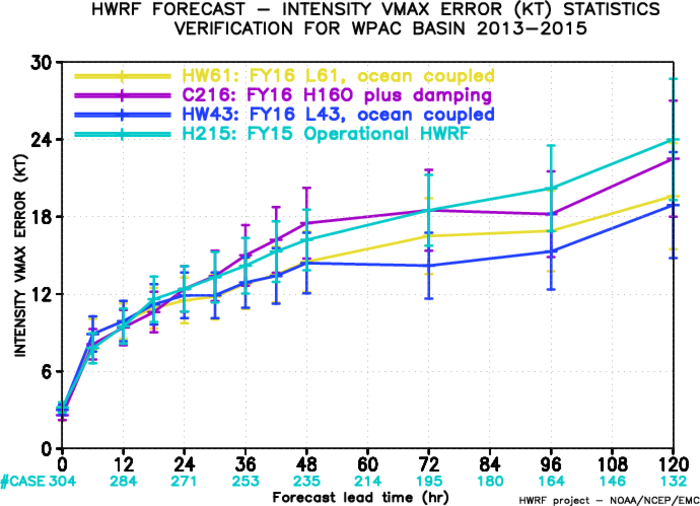 HWRF FORECAST – INTENSITY VMAX ERROR (KT) STATISTICS
VERIFICATION FOR WPAC BASIN 2013–2015
HW61: FY16 L61, ocean coupled
C216: FY16 H160 plus damping
HW43: FY16 L43, ocean coupled
H215: FY15 Operational HWRF
INTENSITY VMAX ERROR (KT)
30
24
18
12
6
0
0 12 24 36 48 60 72 84 96 108 120
#CASE 304 284 271 253 235 214 195 180 164 146 132
Forecast lead time (hr)
HWRF project – NOAA/NCEP/EMC